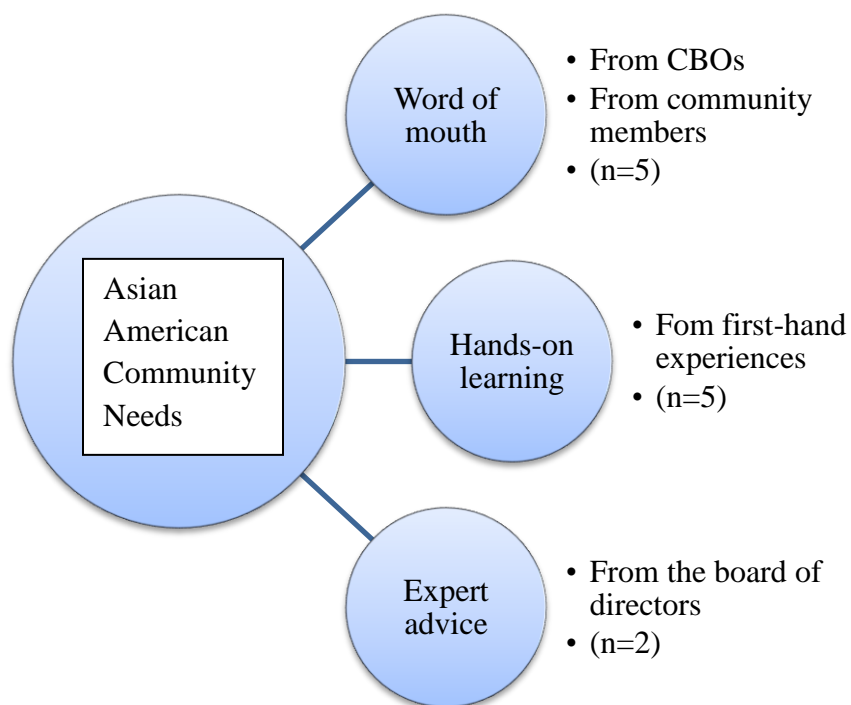 Word of
mouth
• From CBOs
• From community
members
• (n=5)
Asian
American
Community
Needs
Hands-on
learning
• Fom first-hand
experiences
• (n=5)
Expert
advice
• From the board of
directors
• (n=2)